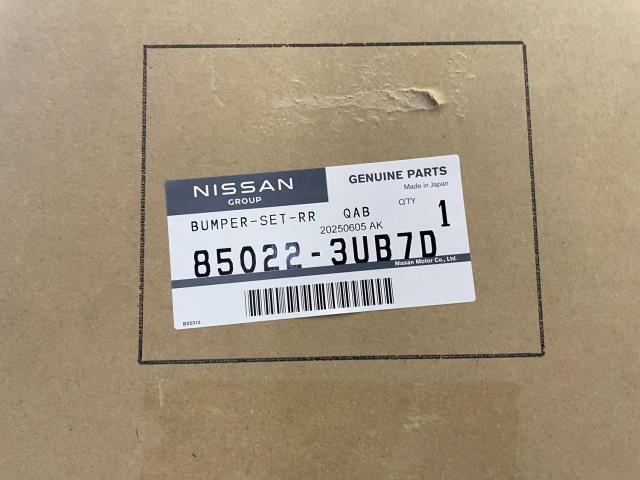 NISSAN
GROUP
GENUINE PARTS
Made in Japan
BUMPER-SET-RR QAB
Q'TY 1
20250605 AK
85022-3UB7D
Nissan Motor Co., Ltd.
B22312